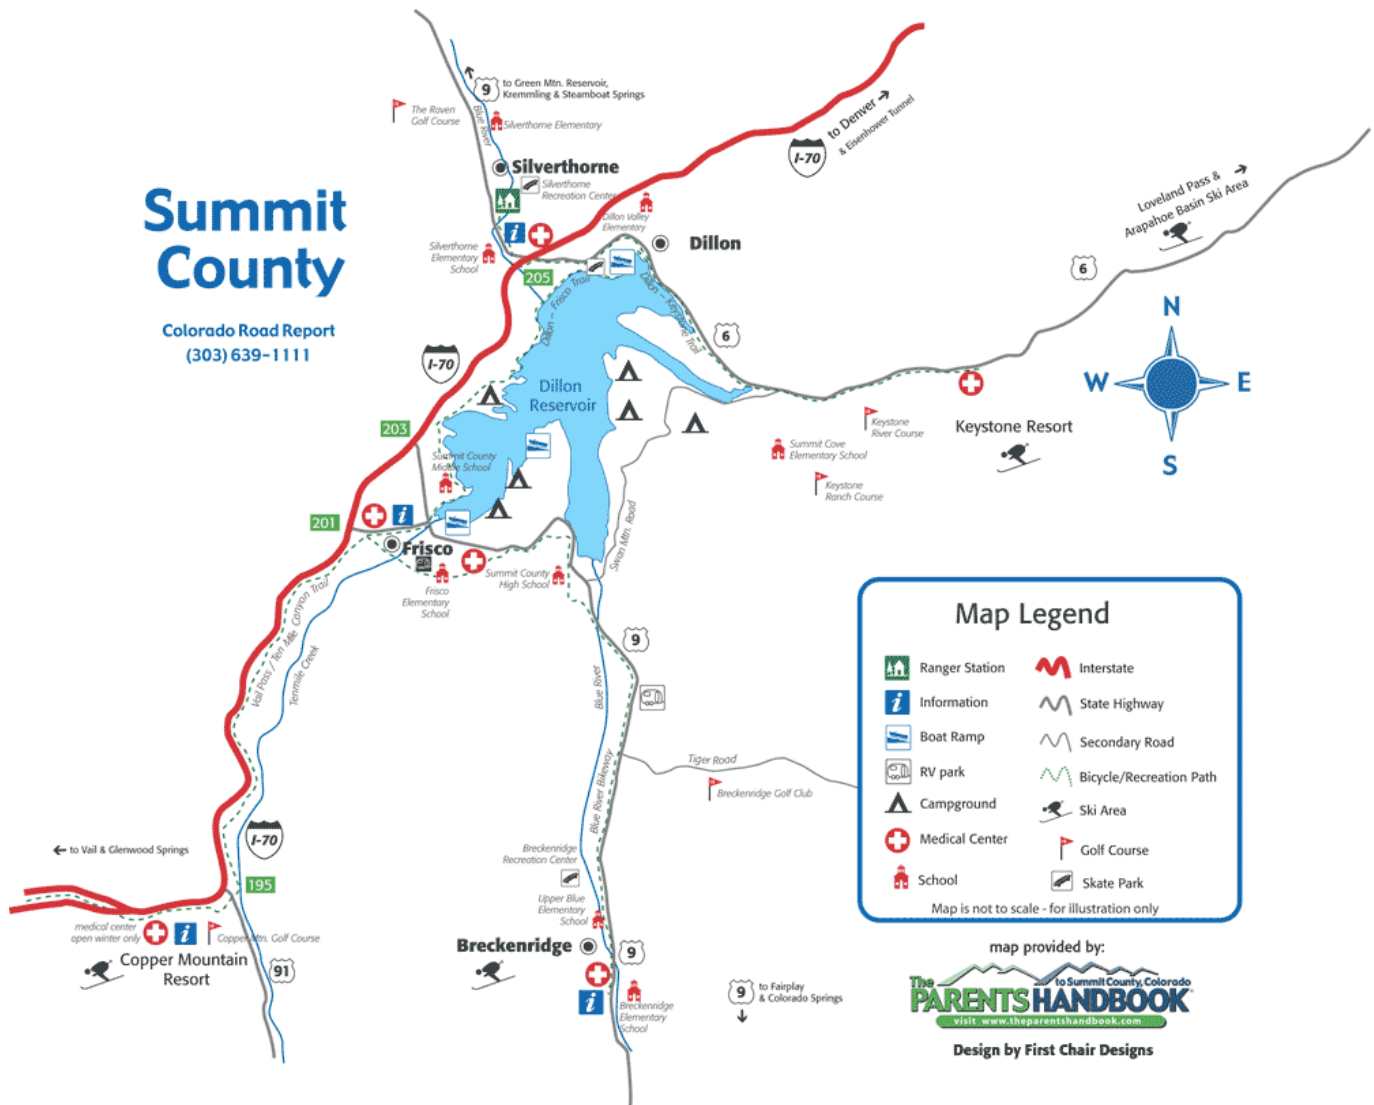 9
to Green Mtn. Reservoir,
Kremmling & Steamboat Springs
The Raven
Golf Course
Blue River
Silverthorne Elementary
to Denver
& Eisenhower Tunnel
I-70
Silverthorne
Silverthorne
Recreation Center
Dillon Valley
Elementary
Loveland Pass &
Arapahoe Basin Ski Area
Summit
County
Colorado Road Report
(303) 639-1111
Silverthorne
Elementary
School
Dillon
205
6
Dillon - Frisco Trail
Dillon - Keystone Trail
6
N
W
E
S
I-70
Dillon
Reservoir
203
Summit County
Middle School
Keystone
River Course
Keystone Resort
Summit Cove
Elementary School
Keystone
Ranch Course
201
Frisco
Swan Mtn. Road
Summit County
High School
Frisco
Elementary
School
Vail Pass / Ten Mile Canyon Trail
Tenmile Creek
9
Blue River
Blue River Bikeway
Tiger Road
Breckenridge Golf Club
Map Legend
Ranger Station
Interstate
Information
State Highway
Boat Ramp
Secondary Road
RV park
Bicycle/Recreation Path
Campground
Ski Area
Medical Center
Golf Course
School
Skate Park
Map is not to scale - for illustration only
I-70
to Vail & Glenwood Springs
195
Breckenridge
Recreation Center
Upper Blue
Elementary
School
medical center
open winter only
Copper Mtn. Golf Course
Copper Mountain
Resort
91
Breckenridge
9
Breckenridge
Elementary
School
9
to Fairplay
& Colorado Springs
map provided by:
The
to Summit County, Colorado
PARENTS HANDBOOK
visit www.theparentshandbook.com
Design by First Chair Designs